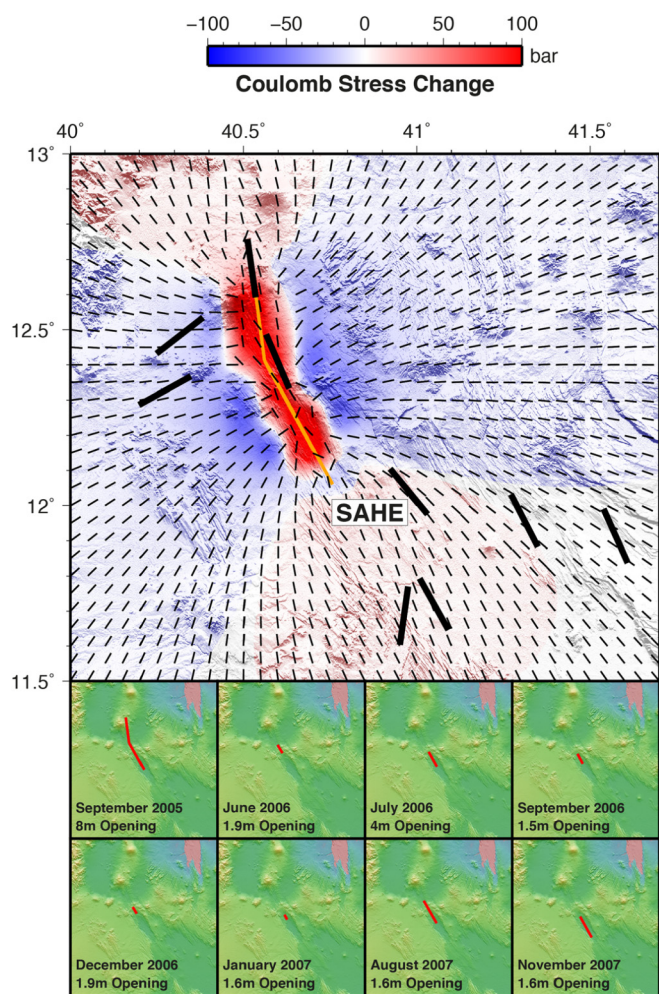 −100 −50 0 50 100
bar
Coulomb Stress Change
40° 40.5° 41° 41.5°
13°
12.5°
12°
SAHE
11.5°
September 2005
8m Opening
June 2006
1.9m Opening
July 2006
4m Opening
September 2006
1.5m Opening
December 2006
1.9m Opening
January 2007
1.6m Opening
August 2007
1.6m Opening
November 2007
1.6m Opening